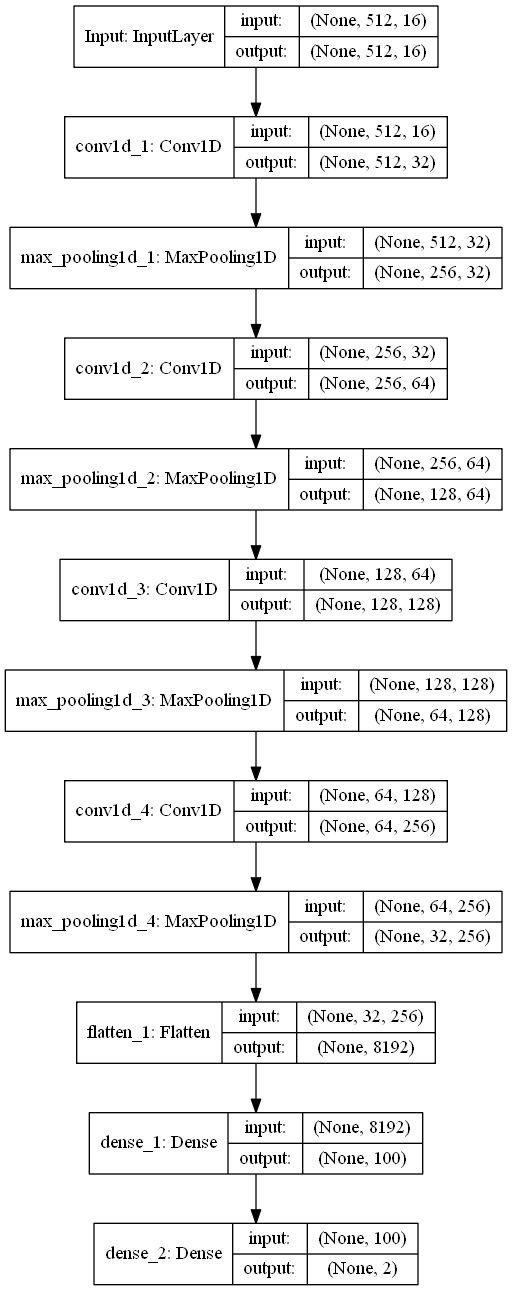 Input: InputLayer
input: (None, 512, 16)
output: (None, 512, 16)
conv1d_1: Conv1D
input: (None, 512, 16)
output: (None, 512, 32)
max_pooling1d_1: MaxPooling1D
input: (None, 512, 32)
output: (None, 256, 32)
conv1d_2: Conv1D
input: (None, 256, 32)
output: (None, 256, 64)
max_pooling1d_2: MaxPooling1D
input: (None, 256, 64)
output: (None, 128, 64)
conv1d_3: Conv1D
input: (None, 128, 64)
output: (None, 128, 128)
max_pooling1d_3: MaxPooling1D
input: (None, 128, 128)
output: (None, 64, 128)
conv1d_4: Conv1D
input: (None, 64, 128)
output: (None, 64, 256)
max_pooling1d_4: MaxPooling1D
input: (None, 64, 256)
output: (None, 32, 256)
flatten_1: Flatten
input: (None, 32, 256)
output: (None, 8192)
dense_1: Dense
input: (None, 8192)
output: (None, 100)
dense_2: Dense
input: (None, 100)
output: (None, 2)